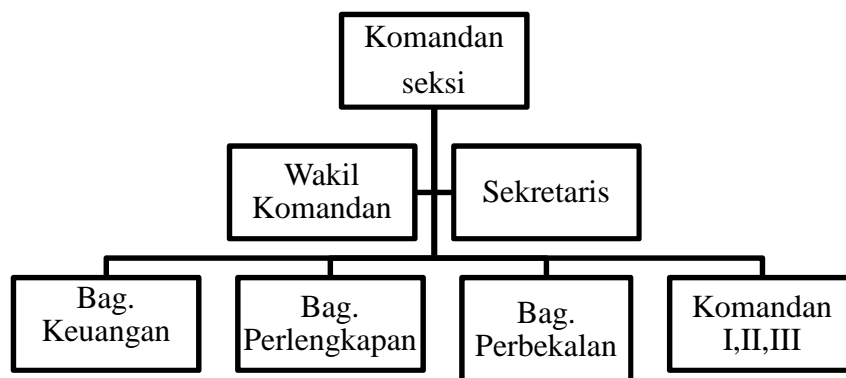 Komandan
seksi
Wakil
Komandan
Sekretaris
Bag.
Keuangan
Bag.
Perlengkapan
Bag.
Perbekalan
Komandan
I,II,III